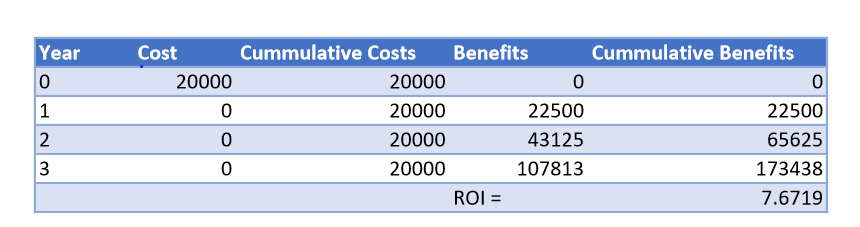 Year Cost Cummulative Costs Benefits Cummulative Benefits
0 20000 20000 0 0
1 0 20000 22500 22500
2 0 20000 43125 65625
3 0 20000 107813 173438
ROI = 7.6719